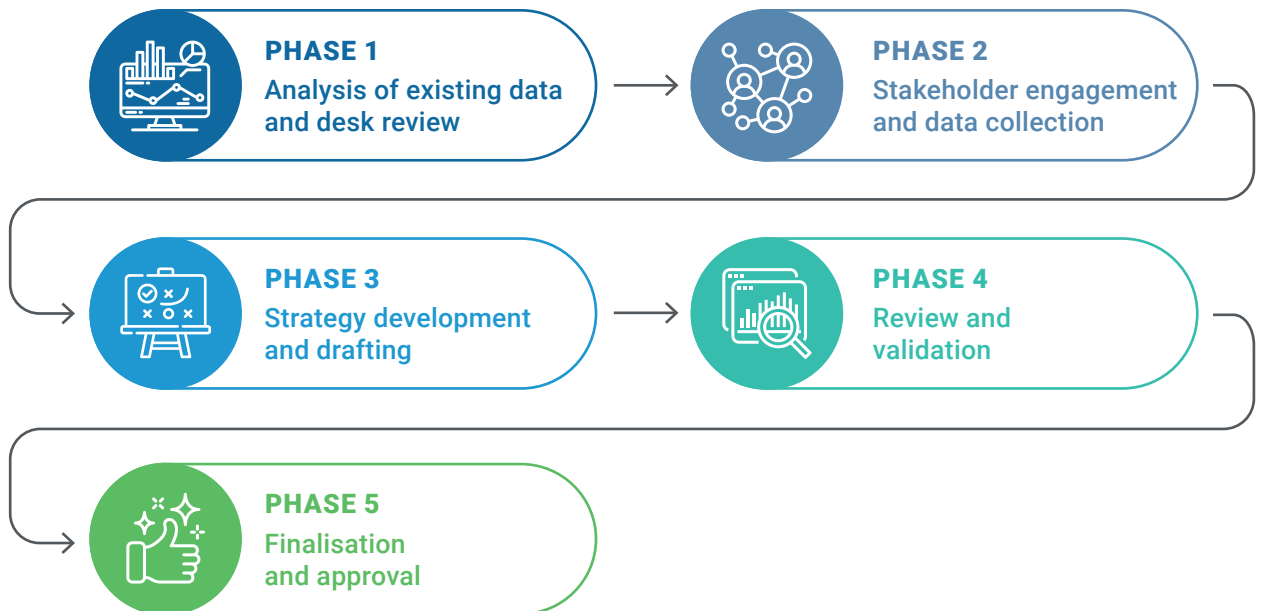 PHASE 1
Analysis of existing data
and desk review
PHASE 2
Stakeholder engagement
and data collection
PHASE 3
Strategy development
and drafting
PHASE 4
Review and
validation
PHASE 5
Finalisation
and approval